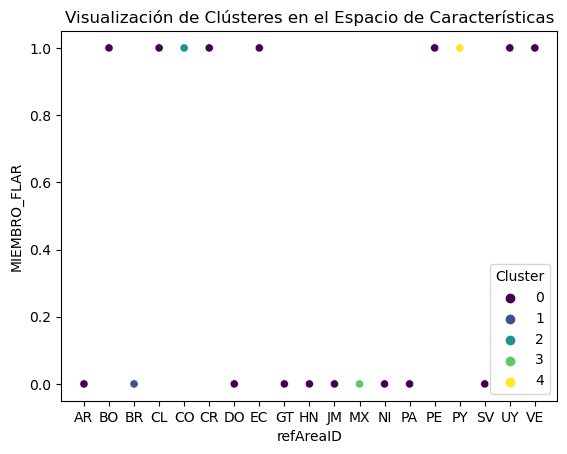 Visualización de Clústeres en el Espacio de Características
1.0
0.8
0.6
0.4
0.2
0.0
MIEMBRO_FLAR
Cluster
0
1
2
3
4
AR BO BR CL CO CR DO EC GT HN JM MX NI PA PE PY SV UY VE
refAreaID